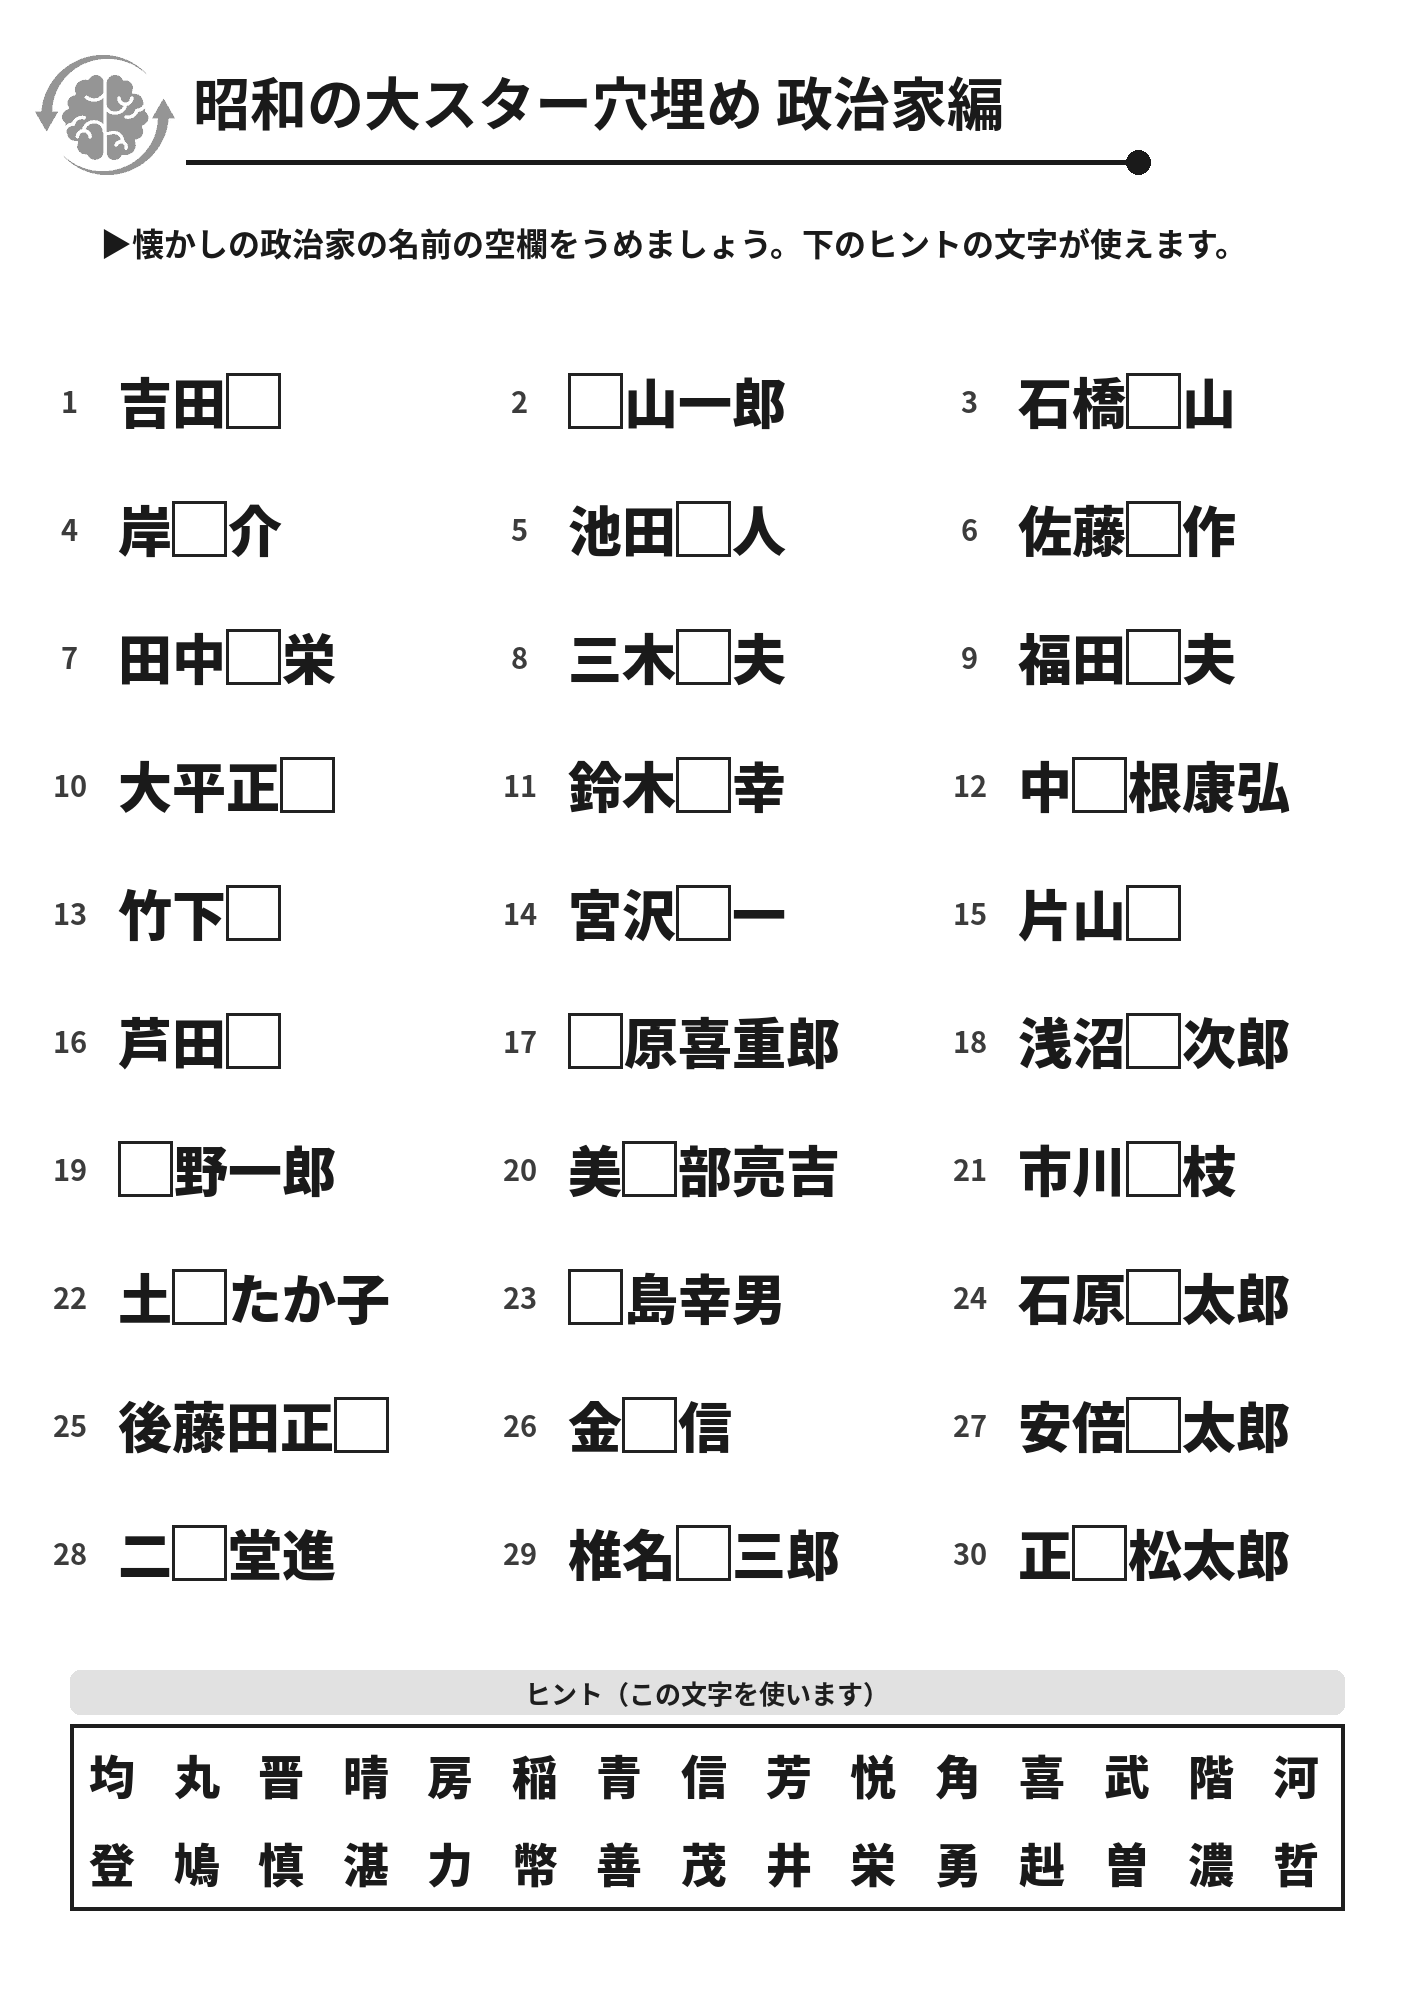 昭和の大スター穴埋め 政治家編
▶懐かしの政治家の名前の空欄をうめましょう。下のヒントの文字が使えます。
1 吉田□ 2 □山一郎 3 石橋□山
4 岸□介 5 池田□人 6 佐藤□作
7 田中□栄 8 三木□夫 9 福田□夫
10 大平正□ 11 鈴木□幸 12 中□根康弘
13 竹下□ 14 宮沢□一 15 片山□
16 芦田□ 17 □原喜重郎 18 浅沼□次郎
19 □野一郎 20 美□部亮吉 21 市川□枝
22 土□たか子 23 □島幸男 24 石原□太郎
25 後藤田正□ 26 金□信 27 安倍□太郎
28 二□堂進 29 椎名□三郎 30 正□松太郎
ヒント（この文字を使います）
均 丸 晋 晴 房 稲 青 信 芳 悦 角 喜 武 階 河
登 鳩 慎 湛 力 幣 善 茂 井 栄 勇 赳 曽 濃 哲